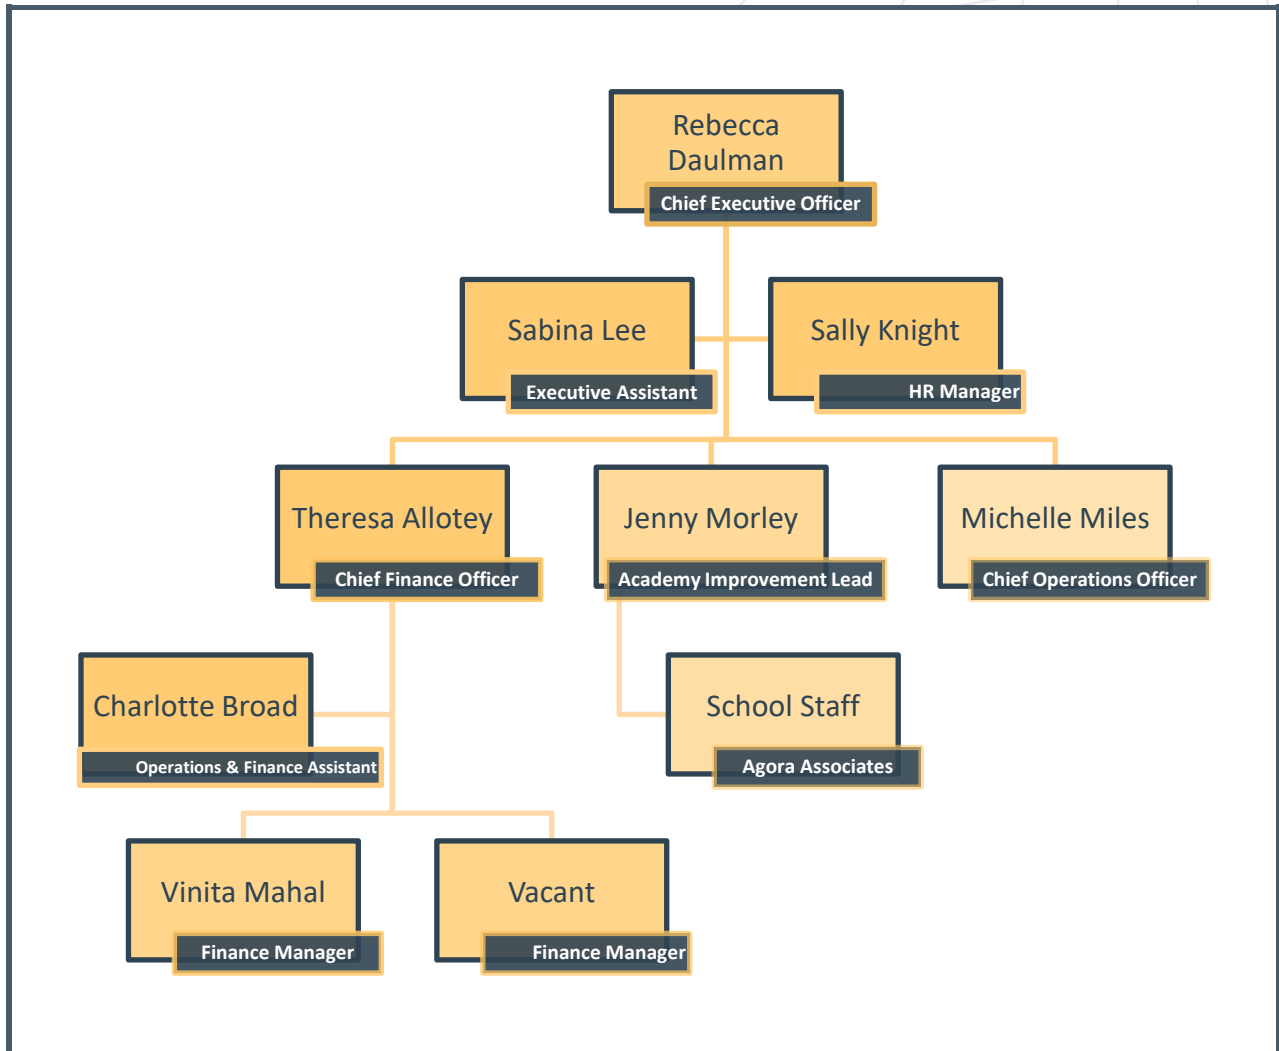 Rebecca
Daulman
Chief Executive Officer
Sabina Lee
Executive Assistant
Sally Knight
HR Manager
Theresa Allotey
Chief Finance Officer
Jenny Morley
Academy Improvement Lead
Michelle Miles
Chief Operations Officer
Charlotte Broad
Operations & Finance Assistant
School Staff
Agora Associates
Vinita Mahal
Finance Manager
Vacant
Finance Manager